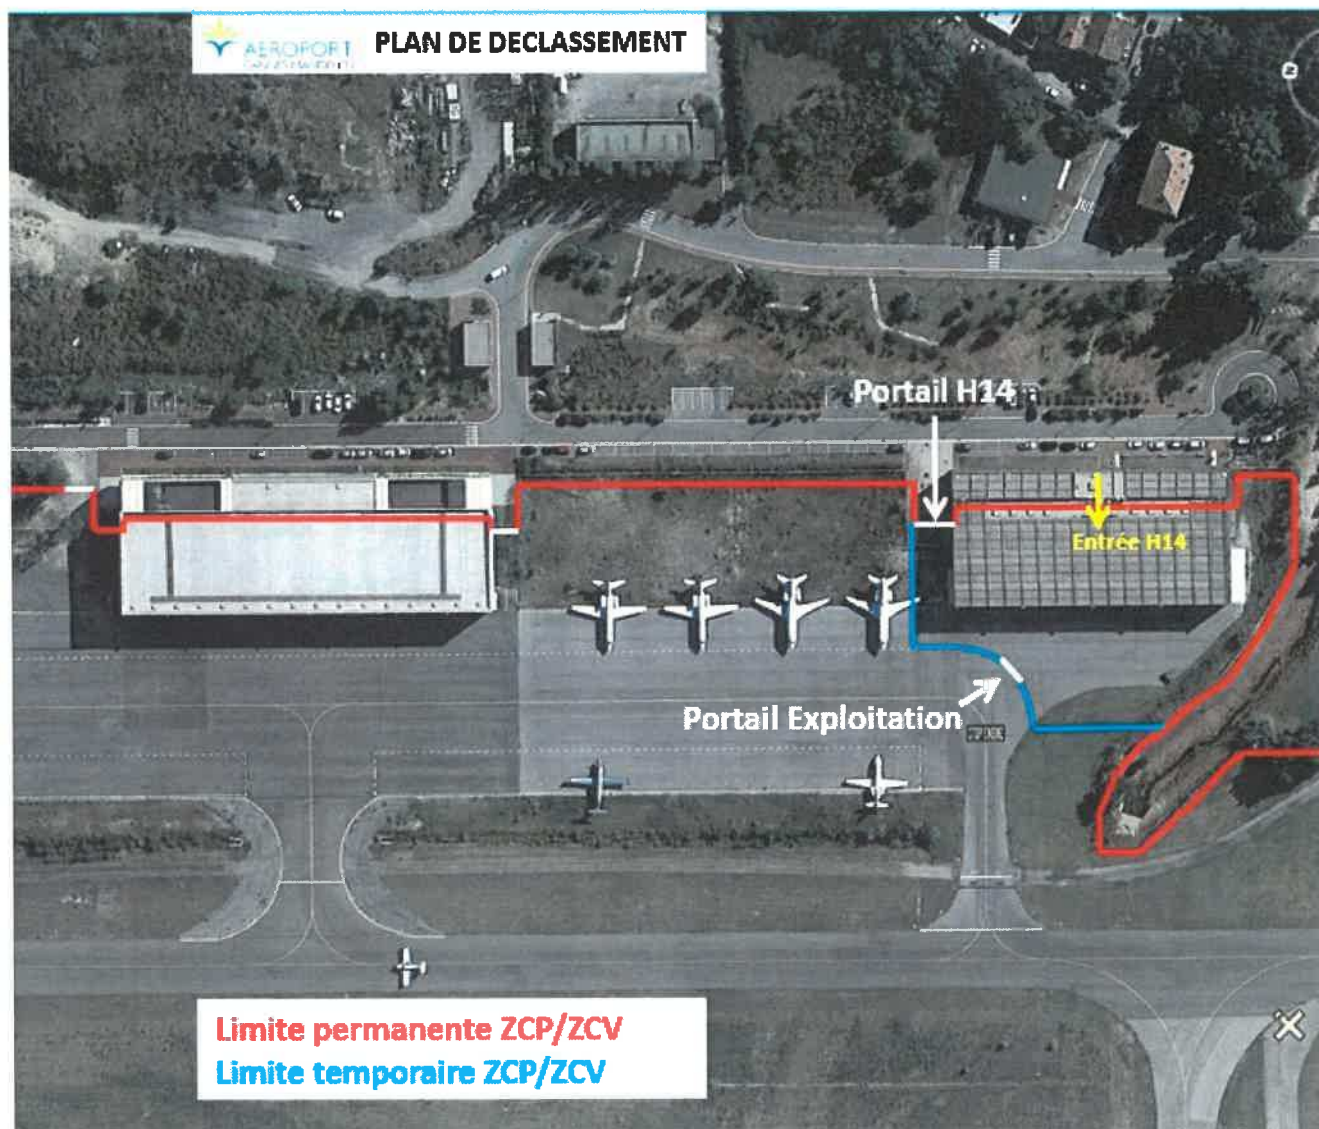 AEROPORT
PLAN DE DECLASSEMENT
Portail H14
Entrée H14
Portail Exploitation
Limite permanente ZCP/ZCV
Limite temporaire ZCP/ZCV